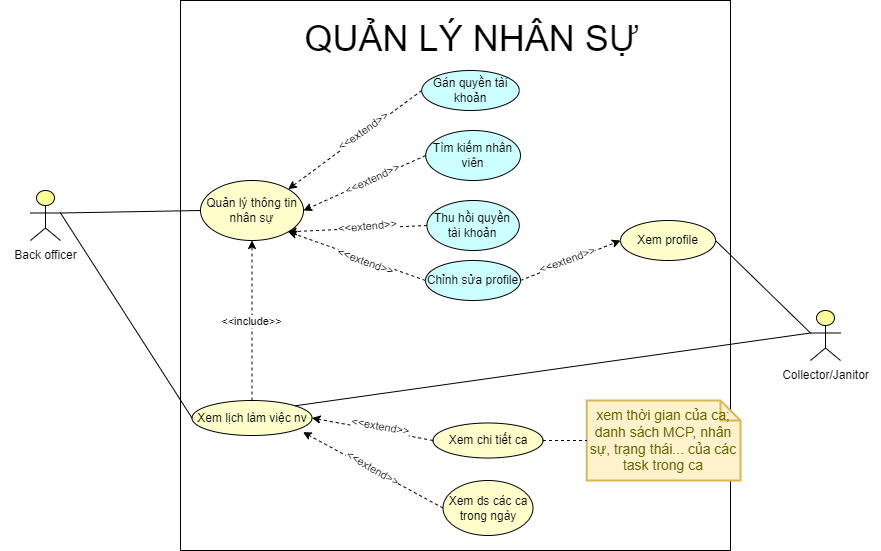 QUẢN LÝ NHÂN SỰ
Gán quyền tài
khoản
<<extend>>
Tìm kiếm nhân
viên
<<extend>>
Quản lý thông tin
nhân sự
Thu hồi quyền
tài khoản
<<extend>>
Back officer
Xem profile
<<extend>>
<<extend>>
Chỉnh sửa profile
<<include>>
Collector/Janitor
Xem lịch làm việc nv
<<extend>>
Xem chi tiết ca
xem thời gian của ca,
danh sách MCP, nhân
sự, trạng thái... của các
task trong ca
<<extend>>
Xem ds các ca
trong ngày